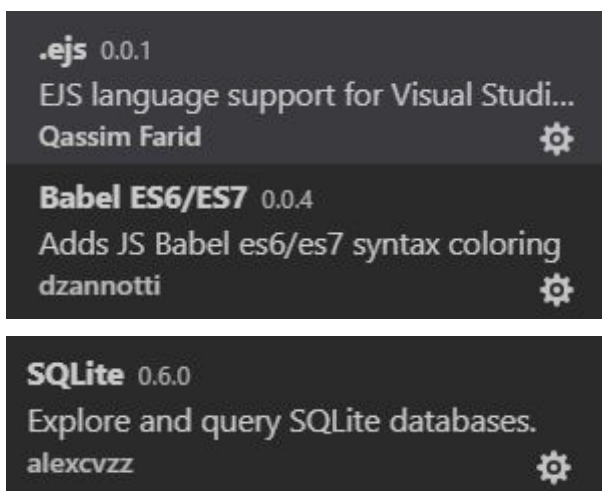 .ejs 0.0.1
EJS language support for Visual Studi...
Qassim Farid
Babel ES6/ES7 0.0.4
Adds JS Babel es6/es7 syntax coloring
dzannotti
SQLite 0.6.0
Explore and query SQLite databases.
alexcvzz